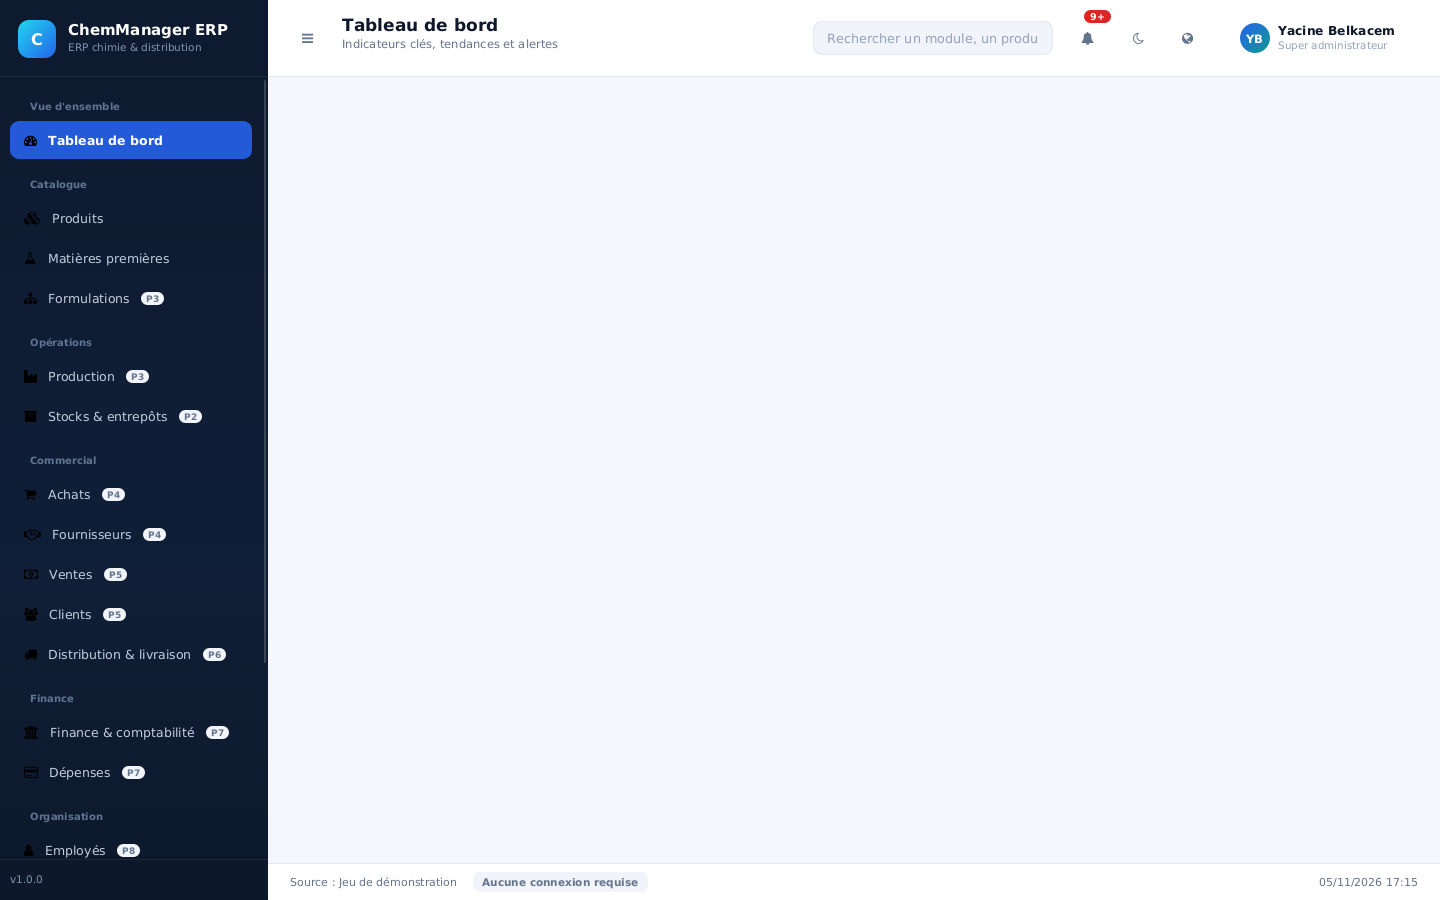 C
ChemManager ERP
ERP chimie & distribution
Vue d'ensemble
Tableau de bord
Catalogue
Produits
Matières premières
Formulations P3
Opérations
Production P3
Stocks & entrepôts P2
Commercial
Achats P4
Fournisseurs P4
Ventes P5
Clients P5
Distribution & livraison P6
Finance
Finance & comptabilité P7
Dépenses P7
Organisation
Employés P8
v1.0.0
Tableau de bord
Indicateurs clés, tendances et alertes
Rechercher un module, un produ
9+
YB
Yacine Belkacem
Super administrateur
Source : Jeu de démonstration Aucune connexion requise
05/11/2026 17:15